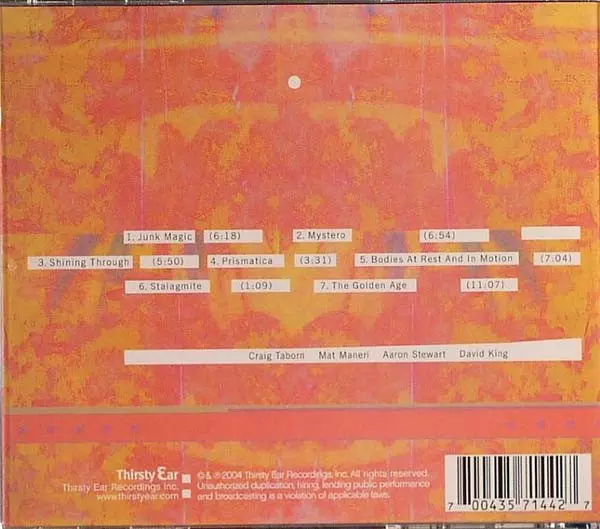 1. Junk Magic (6:18) 2. Mystero (6:54)
3. Shining Through (5:50) 4. Prismatica (3:31) 5. Bodies At Rest And In Motion (7:04)
6. Stalagmite (1:09) 7. The Golden Age (11:07)
Craig Taborn Mat Maneri Aaron Stewart David King
Thirsty Ear
Thirsty Ear Recordings Inc.
www.thirstyear.com
© & ℗ 2004 Thirsty Ear Recordings, Inc. All rights reserved.
Unauthorized duplication, hiring, lending public performance
and broadcasting is a violation of applicable laws.
7 00435 71442 7